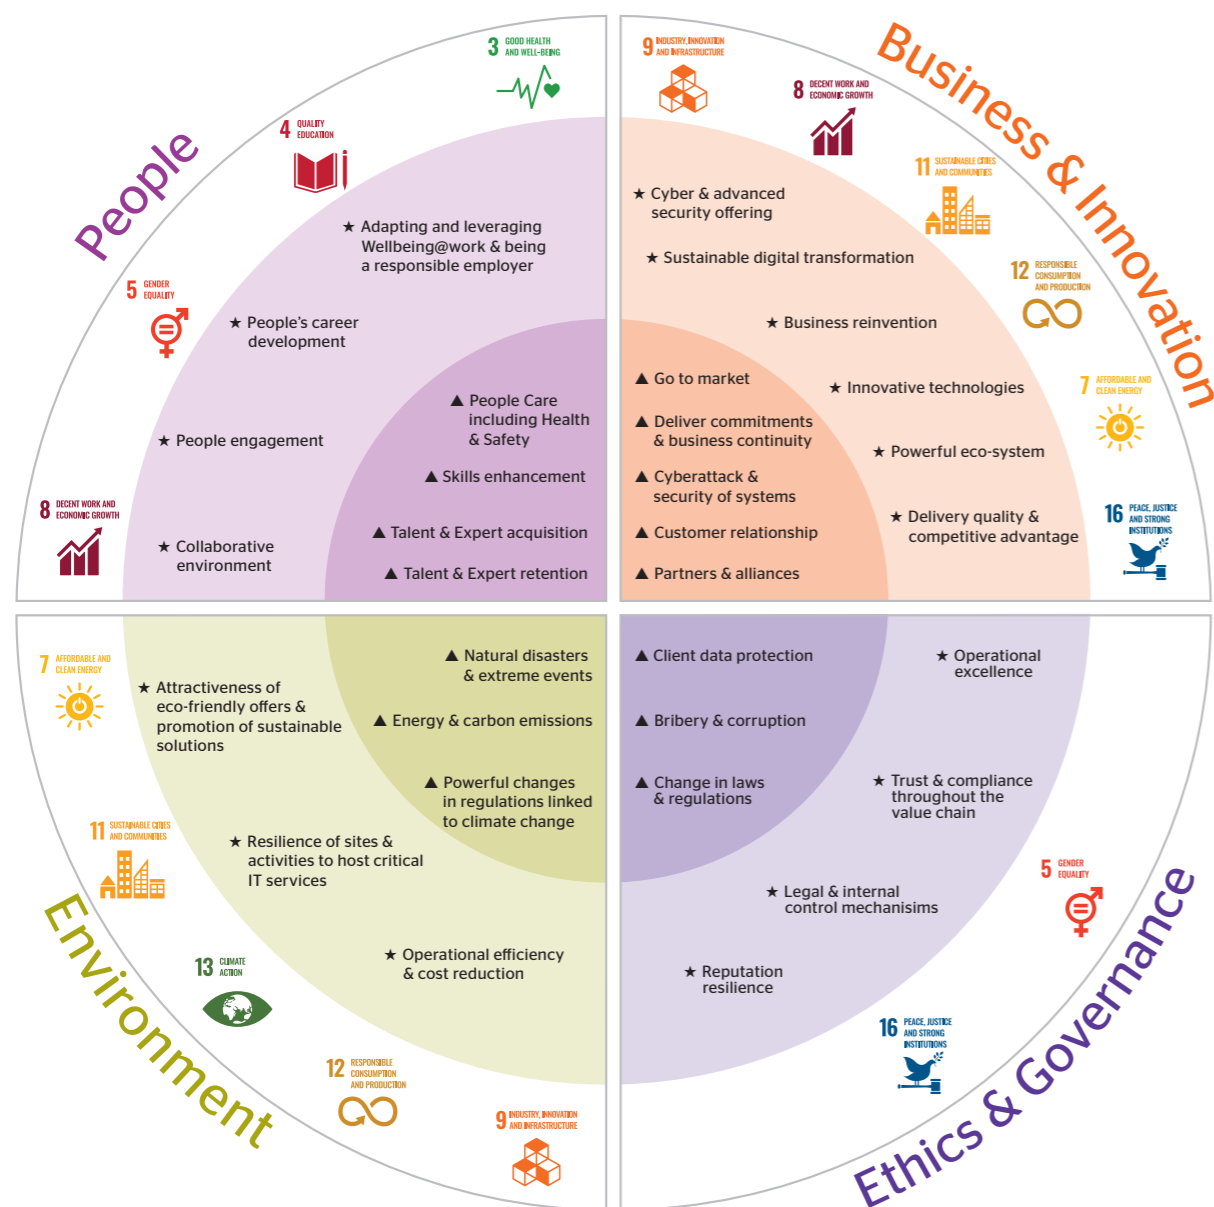 People
3 GOOD HEALTH
AND WELL-BEING
4 QUALITY
EDUCATION
5 GENDER
EQUALITY
8 DECENT WORK AND
ECONOMIC GROWTH
★ Adapting and leveraging
Wellbeing@work & being
a responsible employer
★ People's career
development
★ People engagement
★ Collaborative
environment
▲ People Care
including Health
& Safety
▲ Skills enhancement
▲ Talent & Expert acquisition
▲ Talent & Expert retention
Business & Innovation
9 INDUSTRY, INNOVATION
AND INFRASTRUCTURE
8 DECENT WORK AND
ECONOMIC GROWTH
11 SUSTAINABLE CITIES
AND COMMUNITIES
12 RESPONSIBLE
CONSUMPTION
AND PRODUCTION
7 AFFORDABLE AND
CLEAN ENERGY
16 PEACE, JUSTICE
AND STRONG
INSTITUTIONS
★ Cyber & advanced
security offering
★ Sustainable digital transformation
★ Business reinvention
★ Innovative technologies
★ Powerful eco-system
★ Delivery quality &
competitive advantage
▲ Go to market
▲ Deliver commitments
& business continuity
▲ Cyberattack &
security of systems
▲ Customer relationship
▲ Partners & alliances
Environment
7 AFFORDABLE AND
CLEAN ENERGY
11 SUSTAINABLE CITIES
AND COMMUNITIES
13 CLIMATE
ACTION
12 RESPONSIBLE
CONSUMPTION
AND PRODUCTION
9 INDUSTRY, INNOVATION
AND INFRASTRUCTURE
★ Attractiveness of
eco-friendly offers &
promotion of sustainable
solutions
★ Resilience of sites &
activities to host critical
IT services
★ Operational efficiency
& cost reduction
▲ Natural disasters
& extreme events
▲ Energy & carbon emissions
▲ Powerful changes
in regulations linked
to climate change
Ethics & Governance
▲ Client data protection
▲ Bribery & corruption
▲ Change in laws
& regulations
★ Operational
excellence
★ Trust & compliance
throughout the
value chain
★ Legal & internal
control mechanisims
★ Reputation
resilience
5 GENDER
EQUALITY
16 PEACE, JUSTICE
AND STRONG
INSTITUTIONS